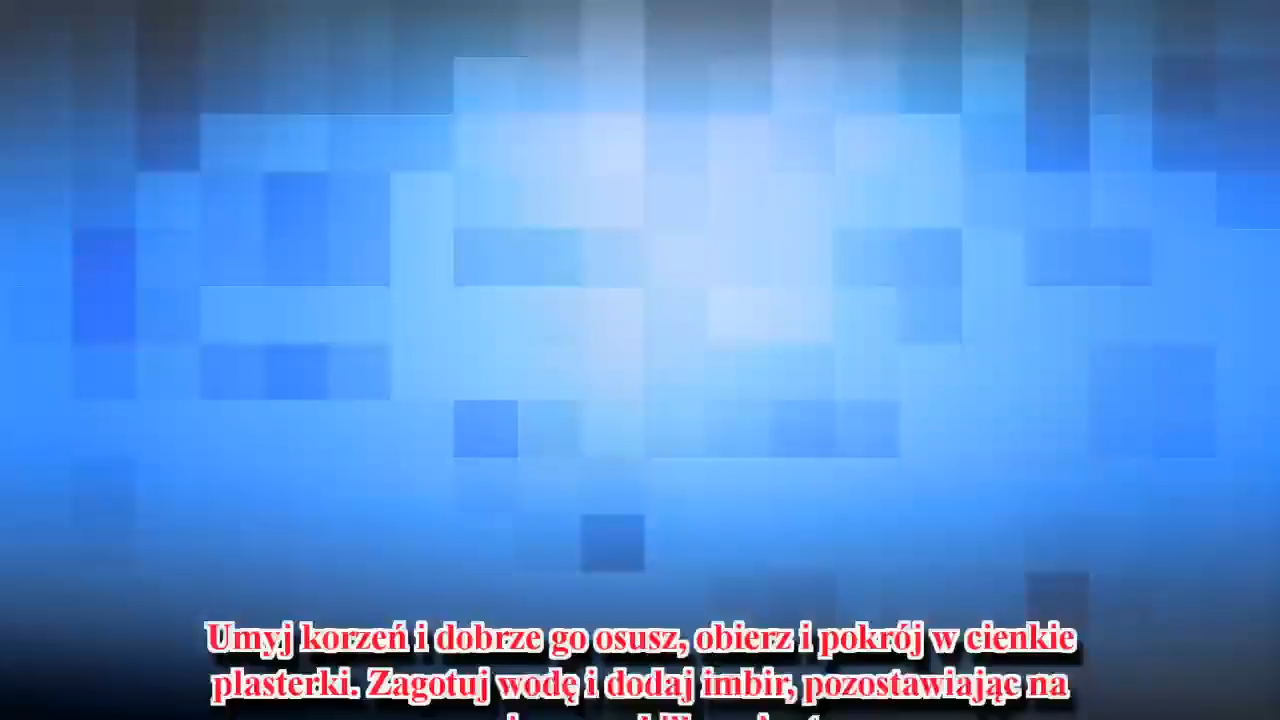 Umyj korzeń i dobrze go osusz, obierz i pokrój w cienkie
plasterki. Zagotuj wodę i dodaj imbir, pozostawiając na